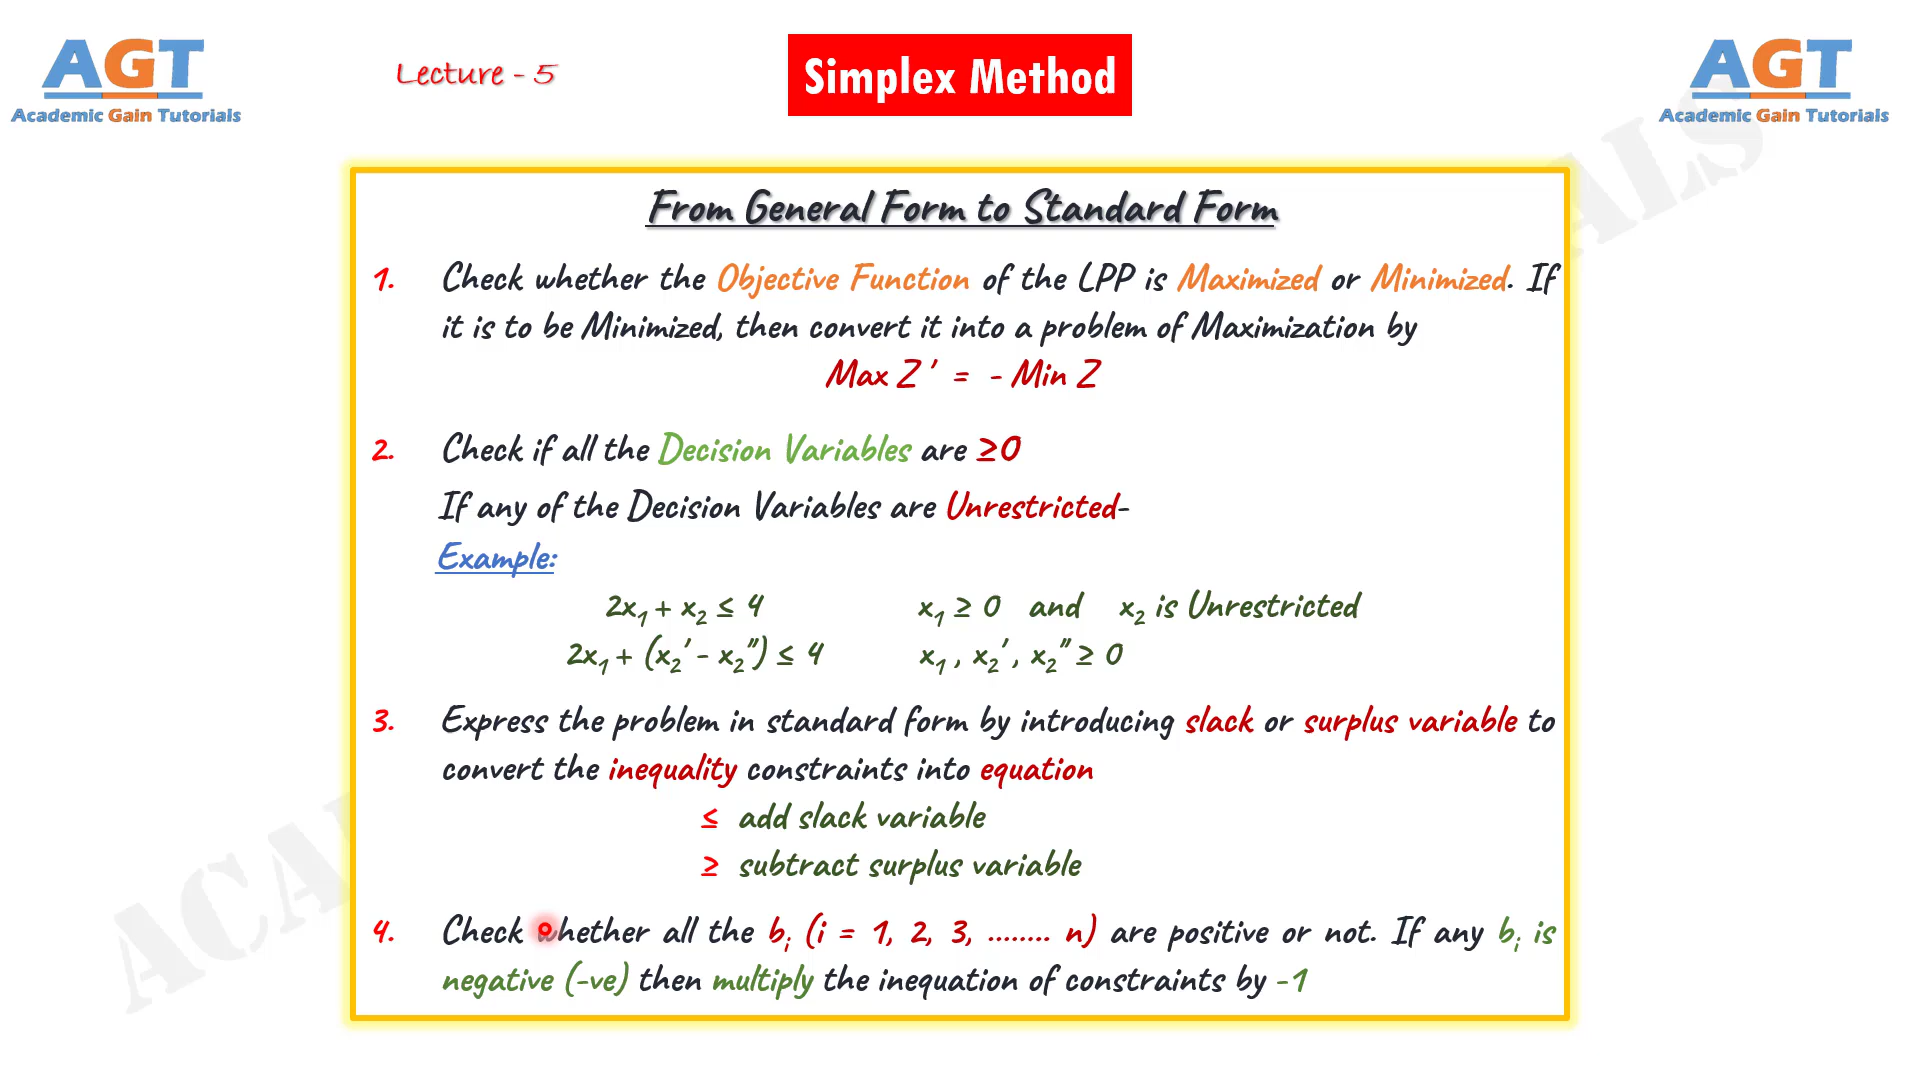 AGT
Academic Gain Tutorials
Lecture - 5
Simplex Method
AGT
Academic Gain Tutorials
From General Form to Standard Form
1. Check whether the Objective Function of the LPP is Maximized or Minimized. If
it is to be Minimized, then convert it into a problem of Maximization by
Max Z ′ = - Min Z
2. Check if all the Decision Variables are ≥0
If any of the Decision Variables are Unrestricted-
Example:
2x₁ + x₂ ≤ 4 x₁ ≥ 0 and x₂ is Unrestricted
2x₁ + (x₂′ - x₂″) ≤ 4 x₁ , x₂′ , x₂″ ≥ 0
3. Express the problem in standard form by introducing slack or surplus variable to
convert the inequality constraints into equation
≤ add slack variable
≥ subtract surplus variable
4. Check whether all the bᵢ (i = 1, 2, 3, ........ n) are positive or not. If any bᵢ is
negative (-ve) then multiply the inequation of constraints by -1